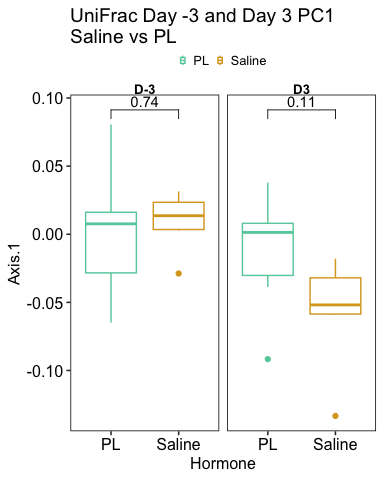 UniFrac Day -3 and Day 3 PC1
Saline vs PL
PL Saline
D-3 D3
0.74 0.11
0.10
0.05
0.00
-0.05
-0.10
Axis.1
PL Saline PL Saline
Hormone